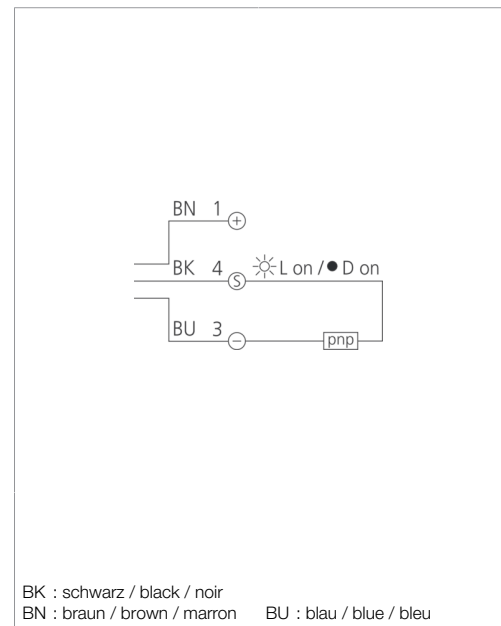 BN 1 +
BK 4 S L on / D on
BU 3 −
pnp
BK : schwarz / black / noir
BN : braun / brown / marron BU : blau / blue / bleu